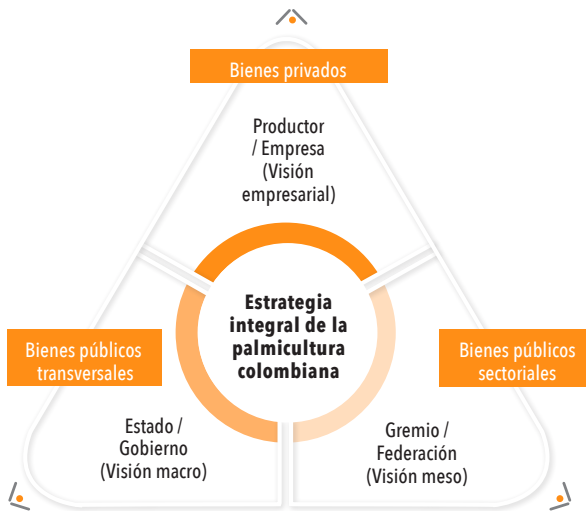 Bienes privados
Productor
/ Empresa
(Visión
empresarial)
Estrategia
integral de la
palmicultura
colombiana
Bienes públicos
transversales
Estado /
Gobierno
(Visión macro)
Bienes públicos
sectoriales
Gremio /
Federación
(Visión meso)